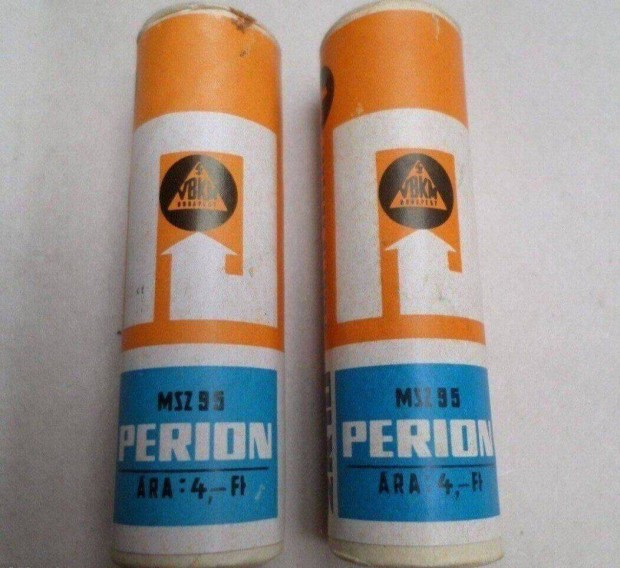 VBKM
BUDAPEST
MSZ 95
PERION
ÁRA: 4,- Ft
VBKM
BUDAPEST
MSZ 95
PERION
ÁRA: 4,- Ft